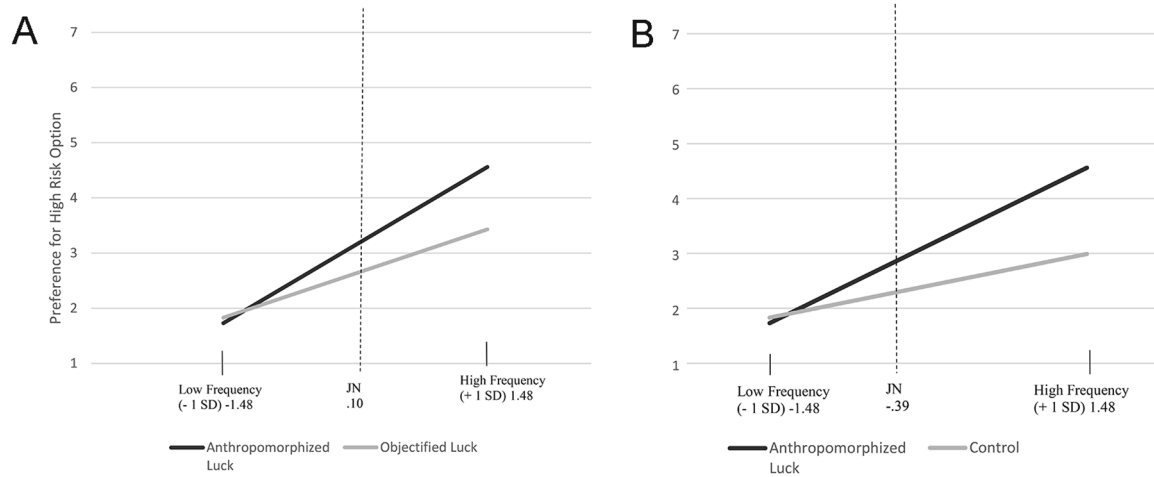 A
Preference for High Risk Option
7
6
5
4
3
2
1
Low Frequency
(- 1 SD) -1.48
JN
.10
High Frequency
(+ 1 SD) 1.48
Anthropomorphized
Luck
Objectified Luck
B
7
6
5
4
3
2
1
Low Frequency
(- 1 SD) -1.48
JN
-.39
High Frequency
(+ 1 SD) 1.48
Anthropomorphized
Luck
Control